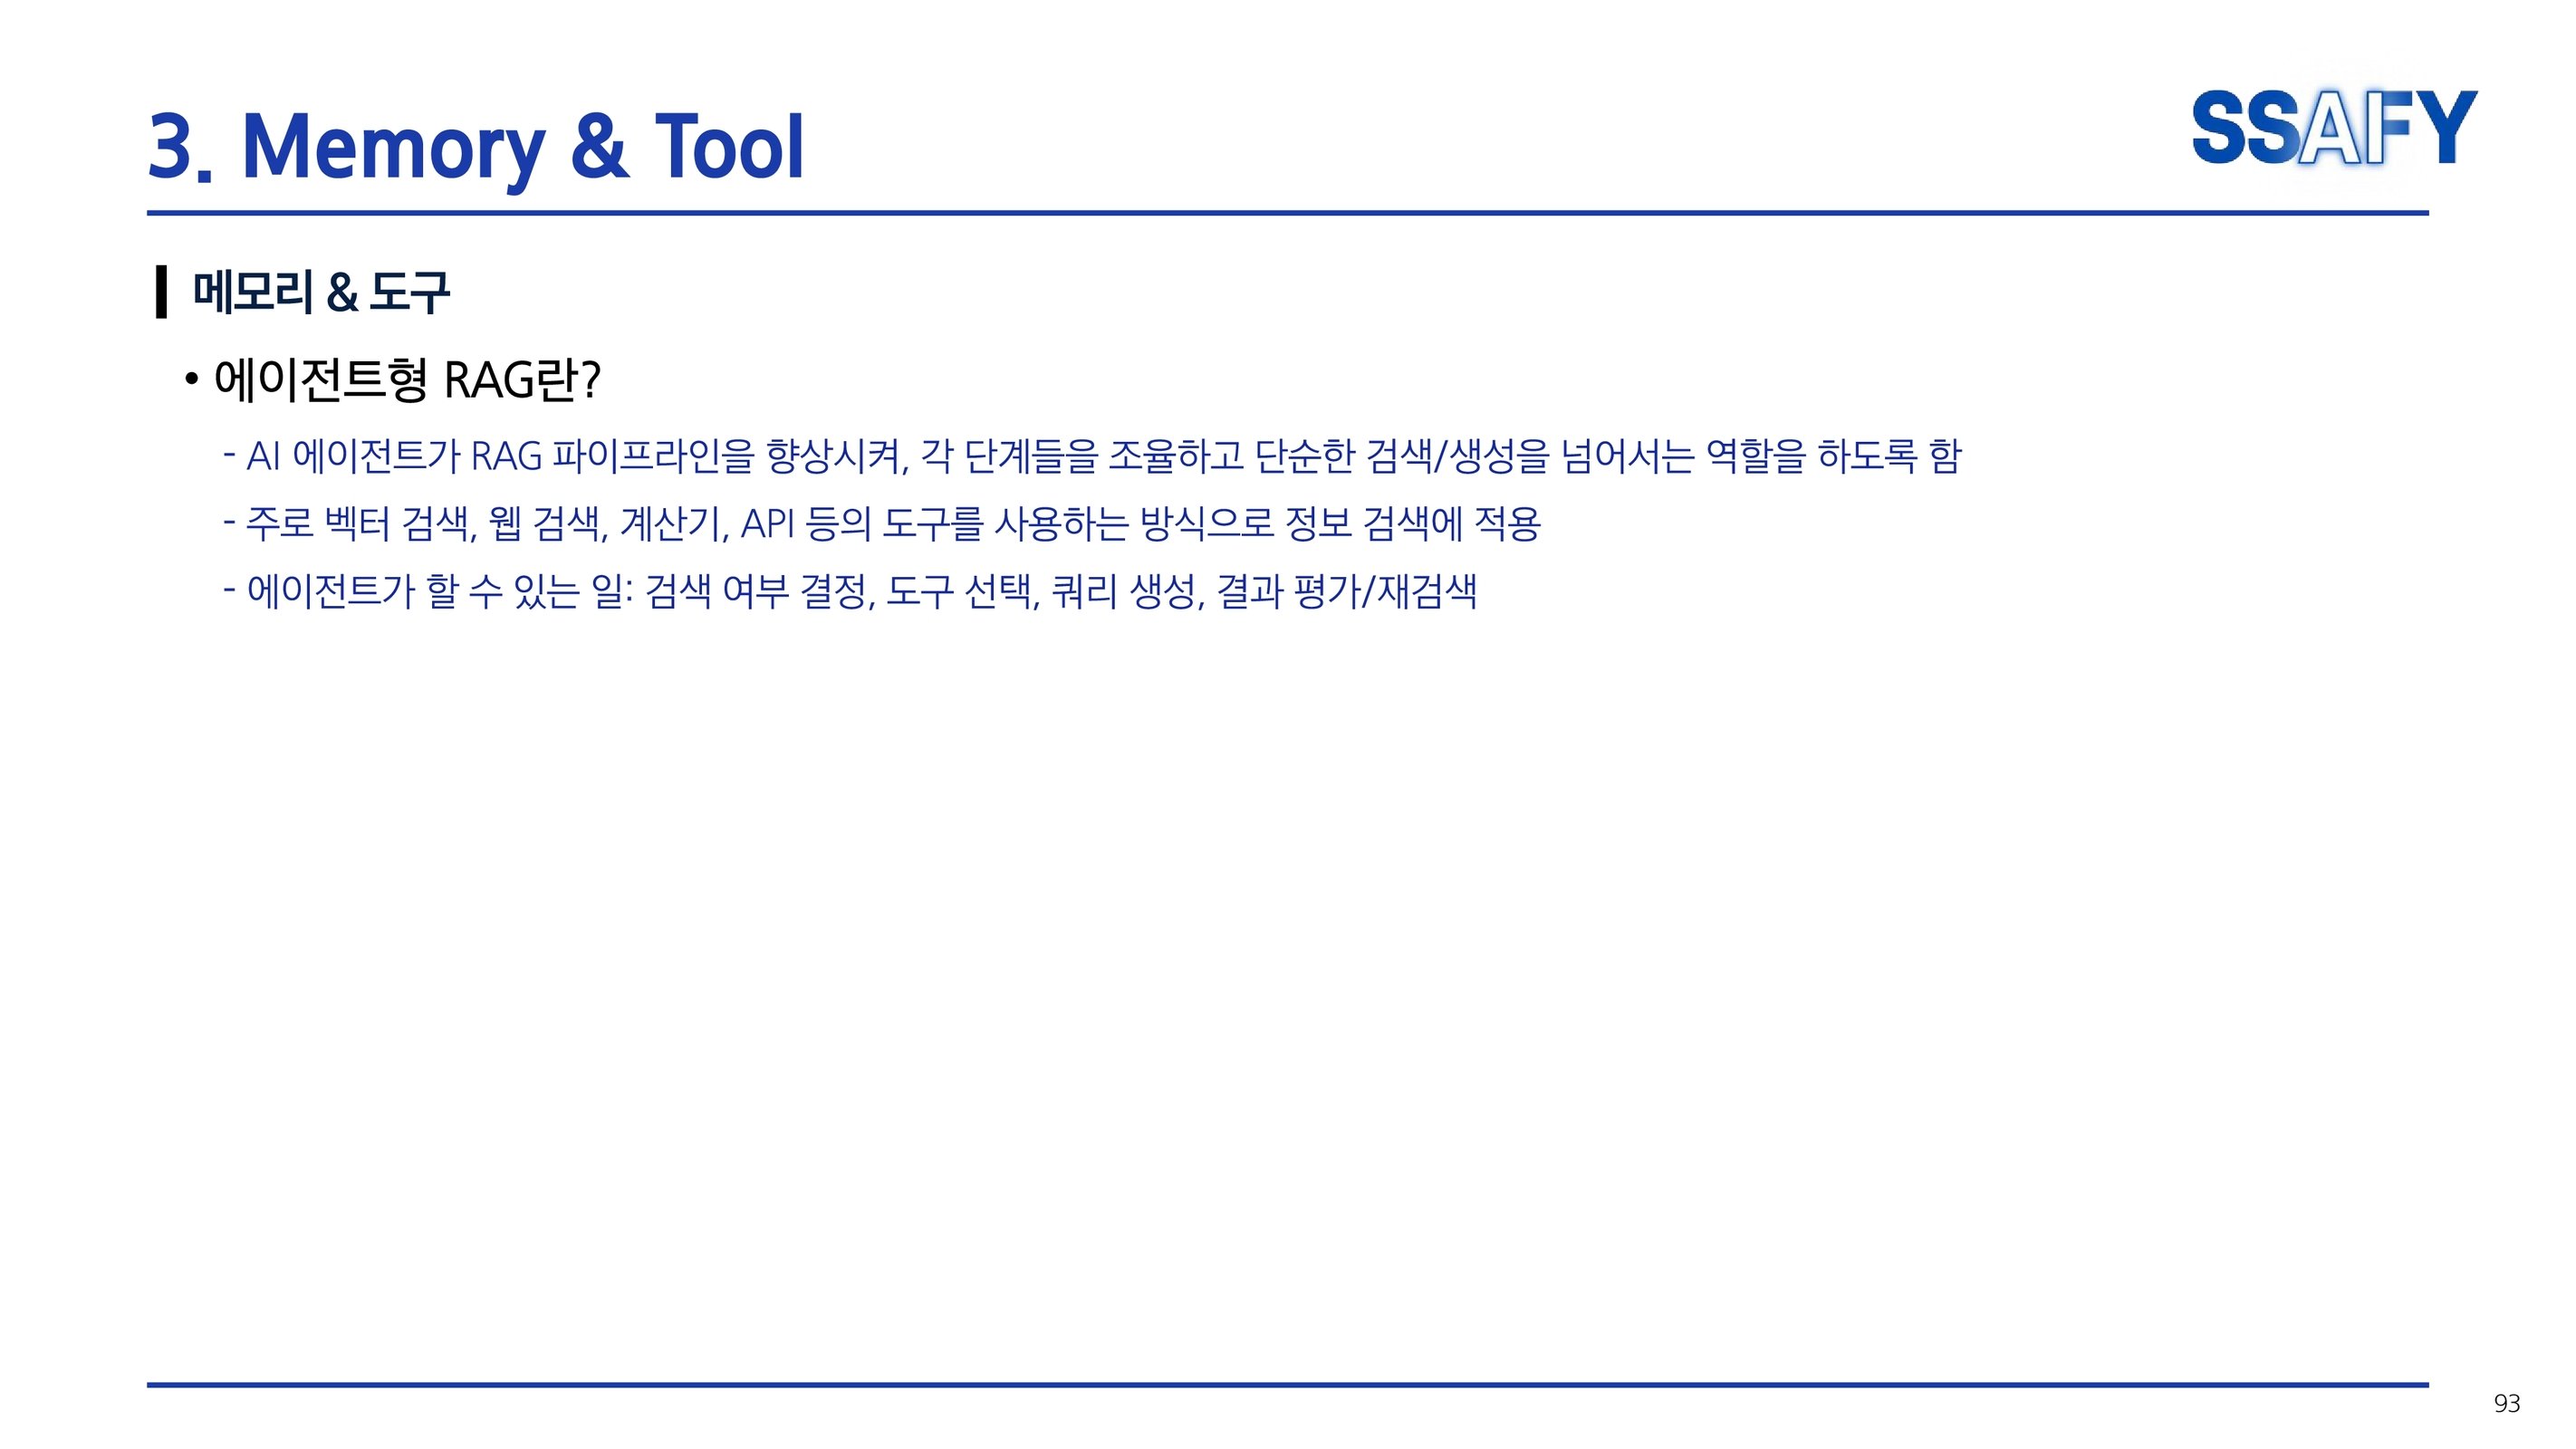 3. Memory & Tool
SSAFY
메모리 & 도구
• 에이전트형 RAG란?
- AI 에이전트가 RAG 파이프라인을 향상시켜, 각 단계들을 조율하고 단순한 검색/생성을 넘어서는 역할을 하도록 함
- 주로 벡터 검색, 웹 검색, 계산기, API 등의 도구를 사용하는 방식으로 정보 검색에 적용
- 에이전트가 할 수 있는 일: 검색 여부 결정, 도구 선택, 쿼리 생성, 결과 평가/재검색
93